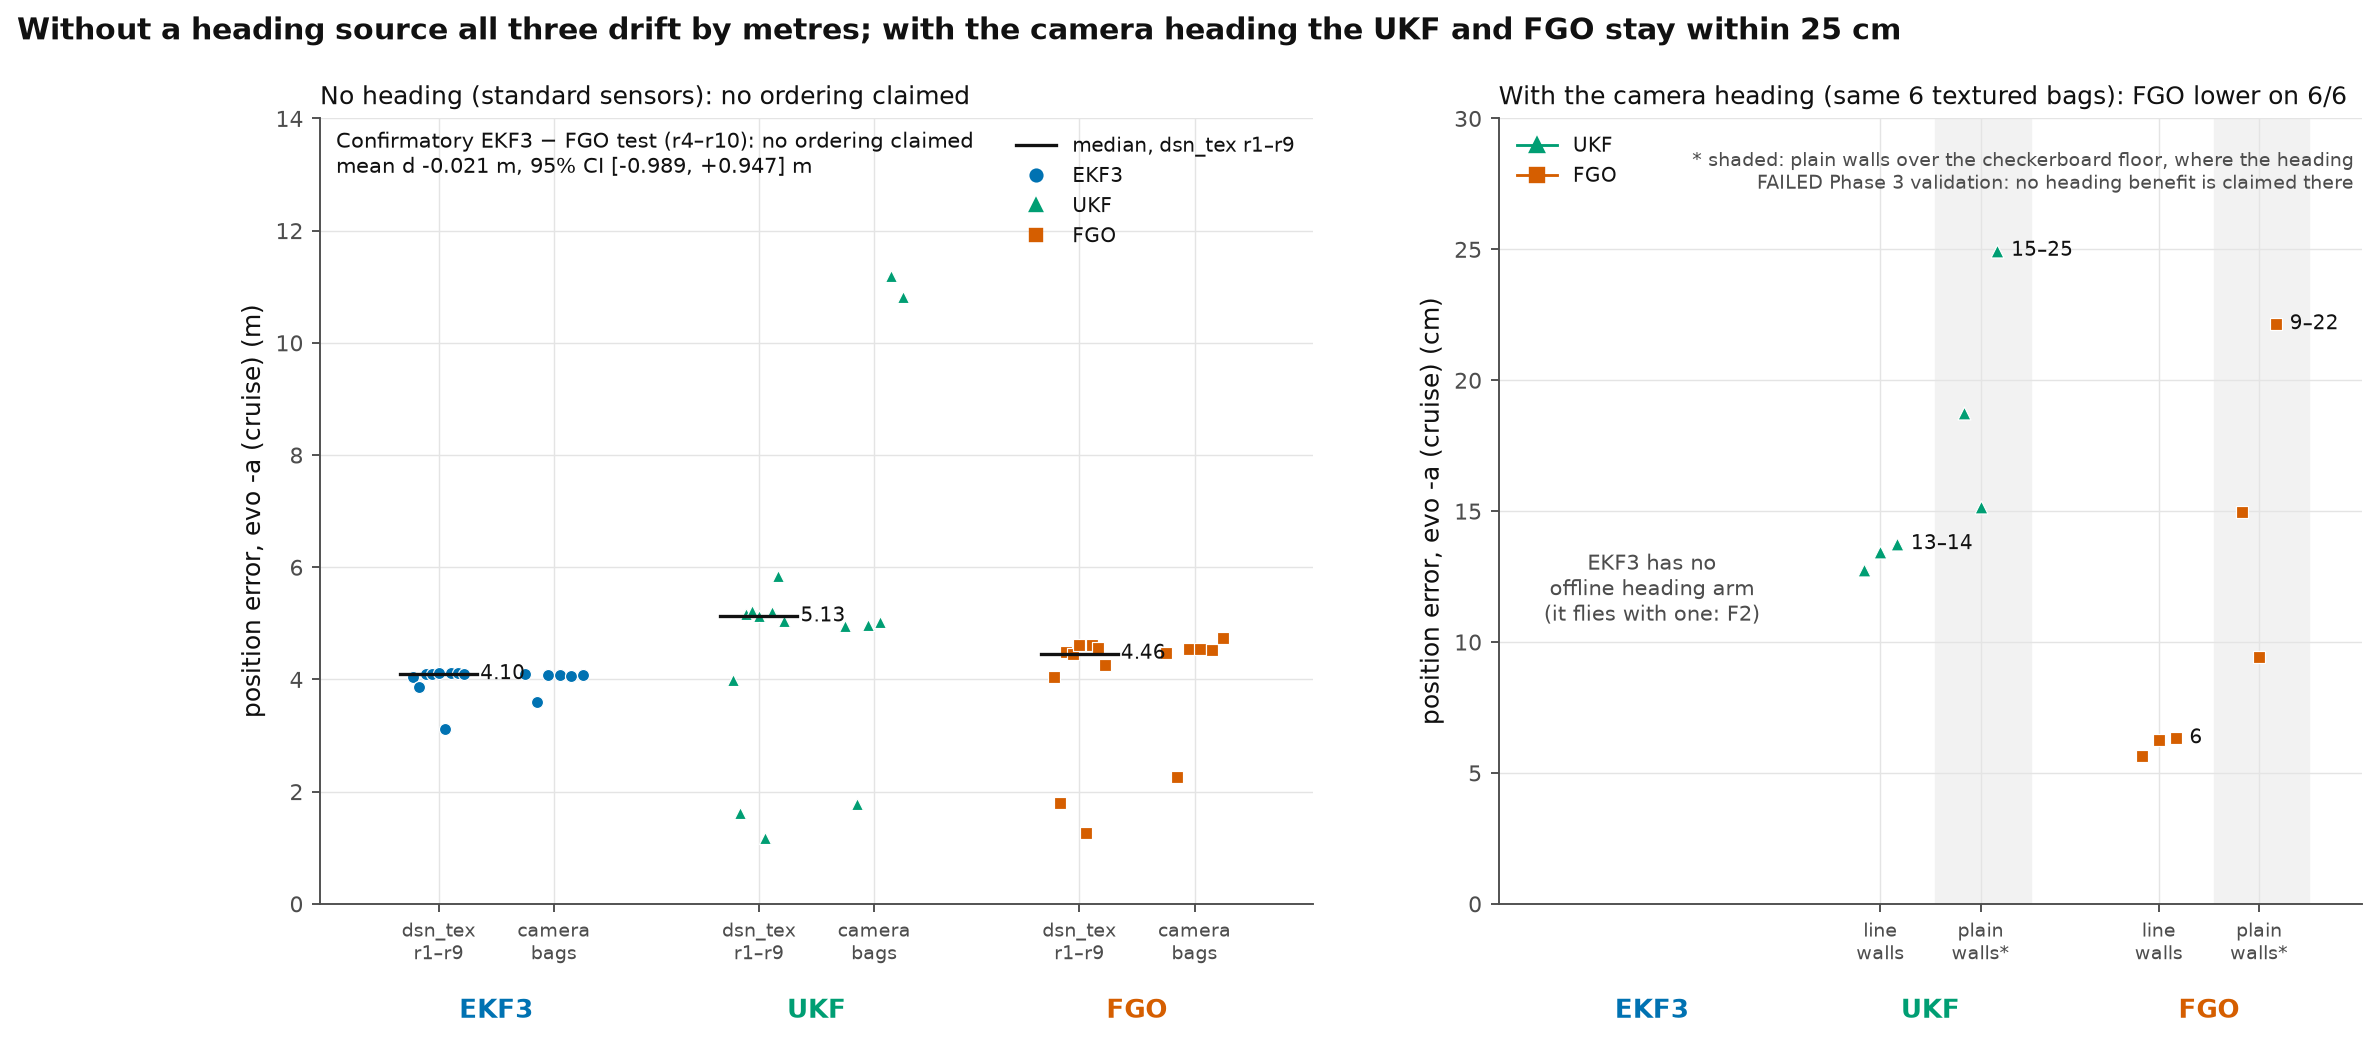 Without a heading source all three drift by metres; with the camera heading the UKF and FGO stay within 25 cm
No heading (standard sensors): no ordering claimed
Confirmatory EKF3 − FGO test (r4–r10): no ordering claimed
mean d -0.021 m, 95% CI [-0.989, +0.947] m
median, dsn_tex r1–r9
EKF3
UKF
FGO
position error, evo -a (cruise) (m)
14
12
10
8
6
4
2
0
4.10
5.13
4.46
dsn_tex
r1–r9
camera
bags
dsn_tex
r1–r9
camera
bags
dsn_tex
r1–r9
camera
bags
EKF3
UKF
FGO
With the camera heading (same 6 textured bags): FGO lower on 6/6
UKF
FGO
* shaded: plain walls over the checkerboard floor, where the heading
FAILED Phase 3 validation: no heading benefit is claimed there
position error, evo -a (cruise) (cm)
30
25
20
15
10
5
0
15–25
9–22
13–14
6
EKF3 has no
offline heading arm
(it flies with one: F2)
line
walls
plain
walls*
line
walls
plain
walls*
EKF3
UKF
FGO